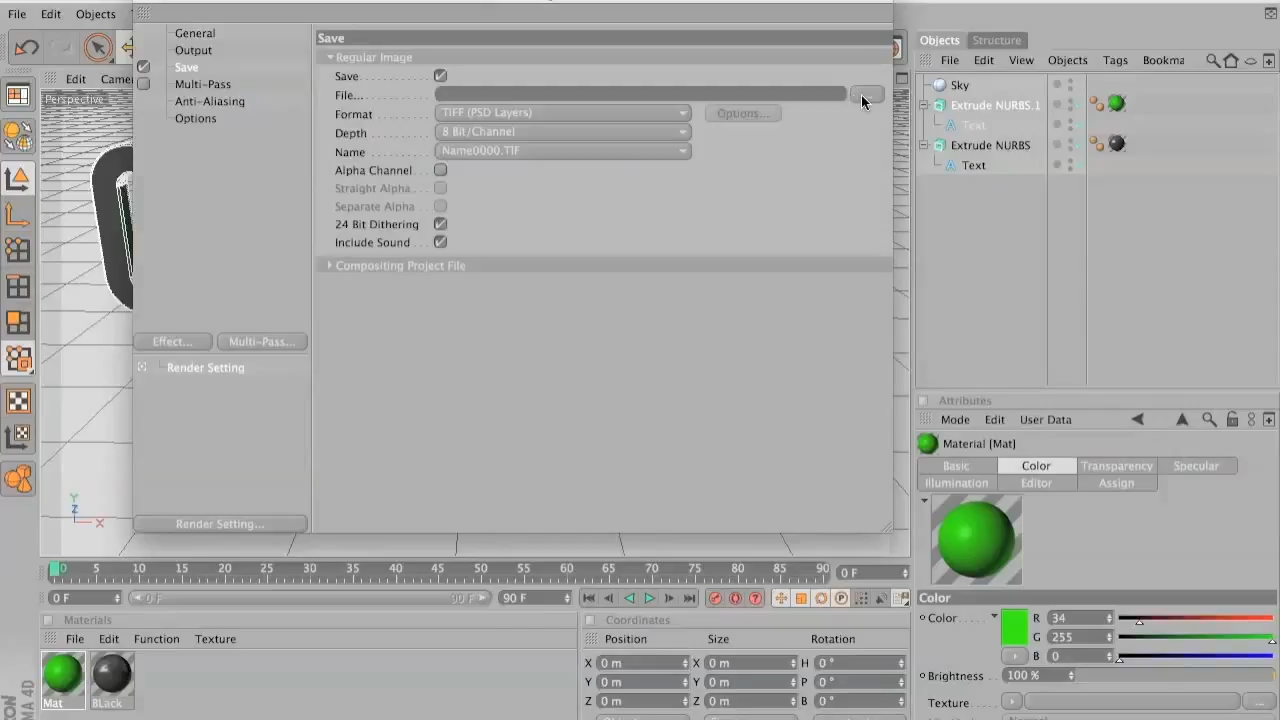 File Edit Objects
General
Output
Save
Multi-Pass
Anti-Aliasing
Options
Effect... Multi-Pass...
Render Setting
Render Setting...
Save
Regular Image
Save
File...
Format TIFF (PSD Layers) Options...
Depth 8 Bit/Channel
Name Name0000.TIF
Alpha Channel
Straight Alpha
Separate Alpha
24 Bit Dithering
Include Sound
Compositing Project File
Edit Camer
Perspective
Y
Z
X
Objects Structure
File Edit View Objects Tags Bookma
Sky
Extrude NURBS.1
Text
Extrude NURBS
Text
Attributes
Mode Edit User Data
Material [Mat]
Basic Color Transparency Specular
Illumination Editor Assign
Color
Color R 34
G 255
B 0
Brightness 100 %
Texture
0 5 10 15 20 25 30 35 40 45 50 55 60 65 70 75 80 85 90 0 F
0 F 0 F 90 F 90 F
Materials
File Edit Function Texture
Mat BLack
Coordinates
Position Size Rotation
X 0 m X 0 m H 0 °
Y 0 m Y 0 m P 0 °
Z 0 m Z 0 m B 0 °